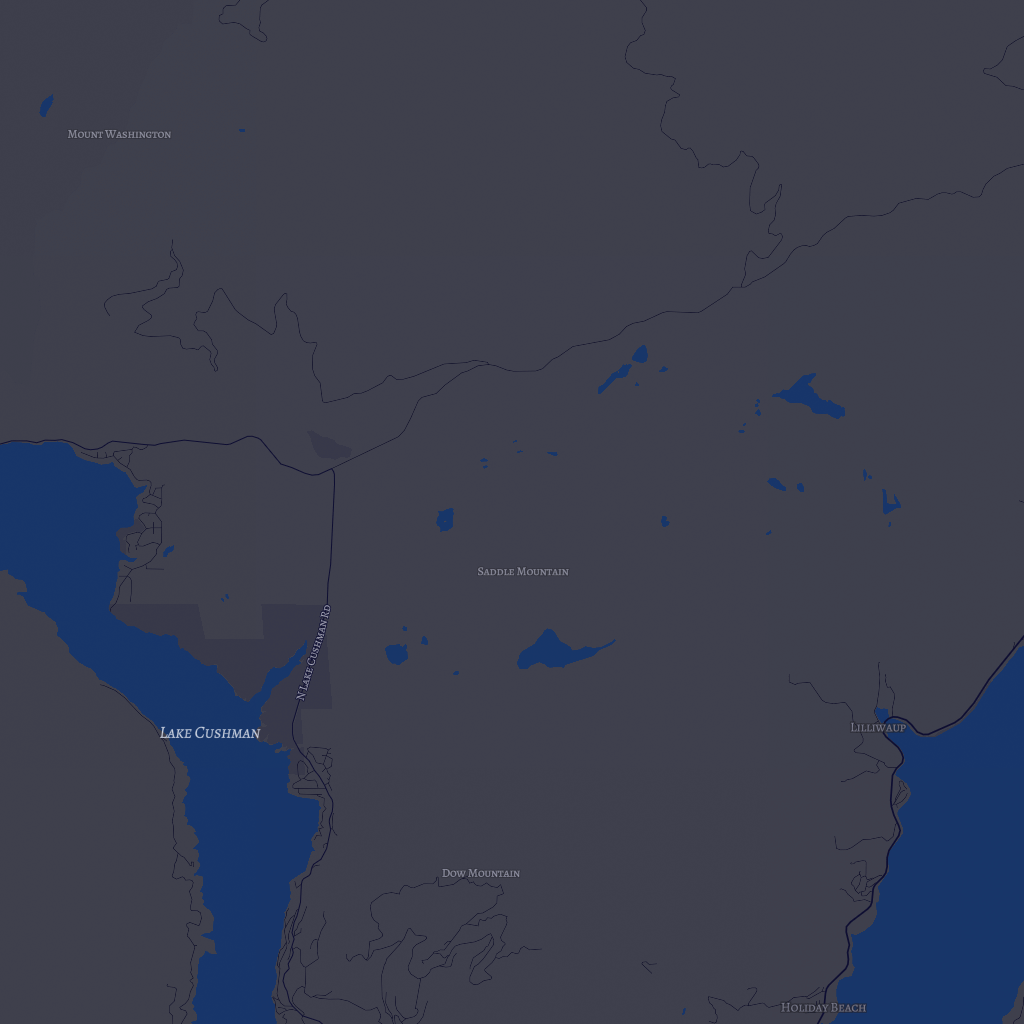 Mount Washington
Saddle Mountain
N Lake Cushman Rd
Lake Cushman
Lilliwaup
Dow Mountain
Holiday Beach